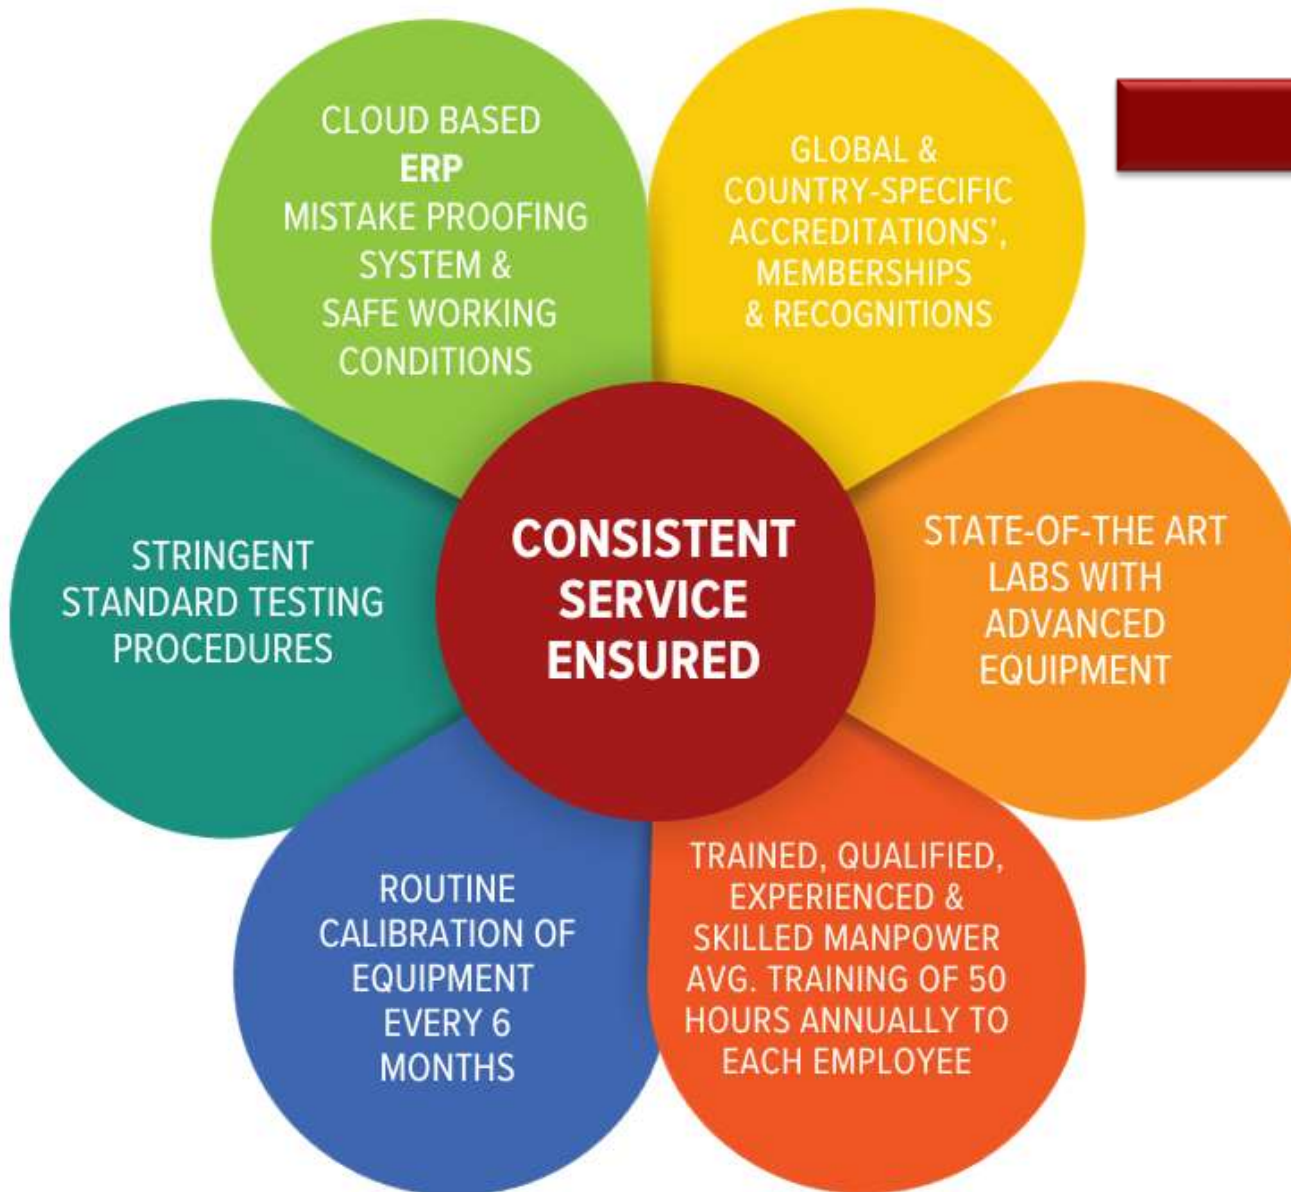 CLOUD BASED
ERP
MISTAKE PROOFING
SYSTEM &
SAFE WORKING
CONDITIONS
GLOBAL &
COUNTRY-SPECIFIC
ACCREDITATIONS’,
MEMBERSHIPS
& RECOGNITIONS
STRINGENT
STANDARD TESTING
PROCEDURES
CONSISTENT
SERVICE
ENSURED
STATE-OF-THE ART
LABS WITH
ADVANCED
EQUIPMENT
ROUTINE
CALIBRATION OF
EQUIPMENT
EVERY 6
MONTHS
TRAINED, QUALIFIED,
EXPERIENCED &
SKILLED MANPOWER
AVG. TRAINING OF 50
HOURS ANNUALLY TO
EACH EMPLOYEE